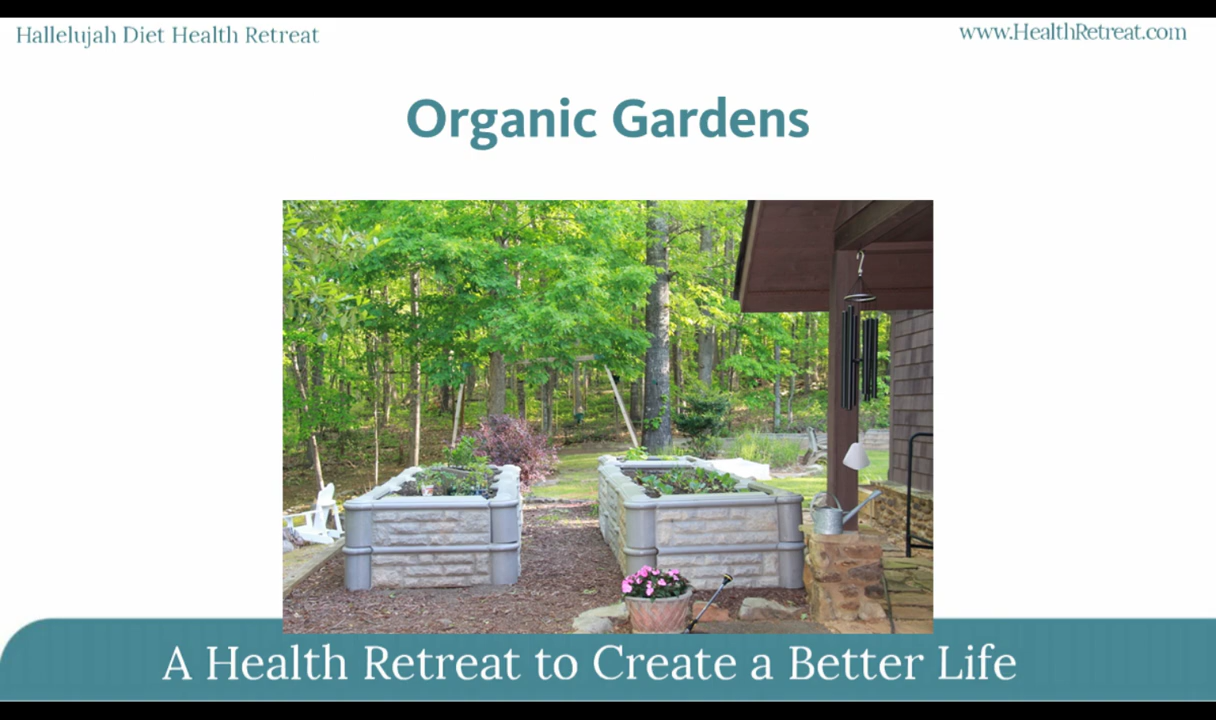 Hallelujah Diet Health Retreat
www.HealthRetreat.com
Organic Gardens
A Health Retreat to Create a Better Life